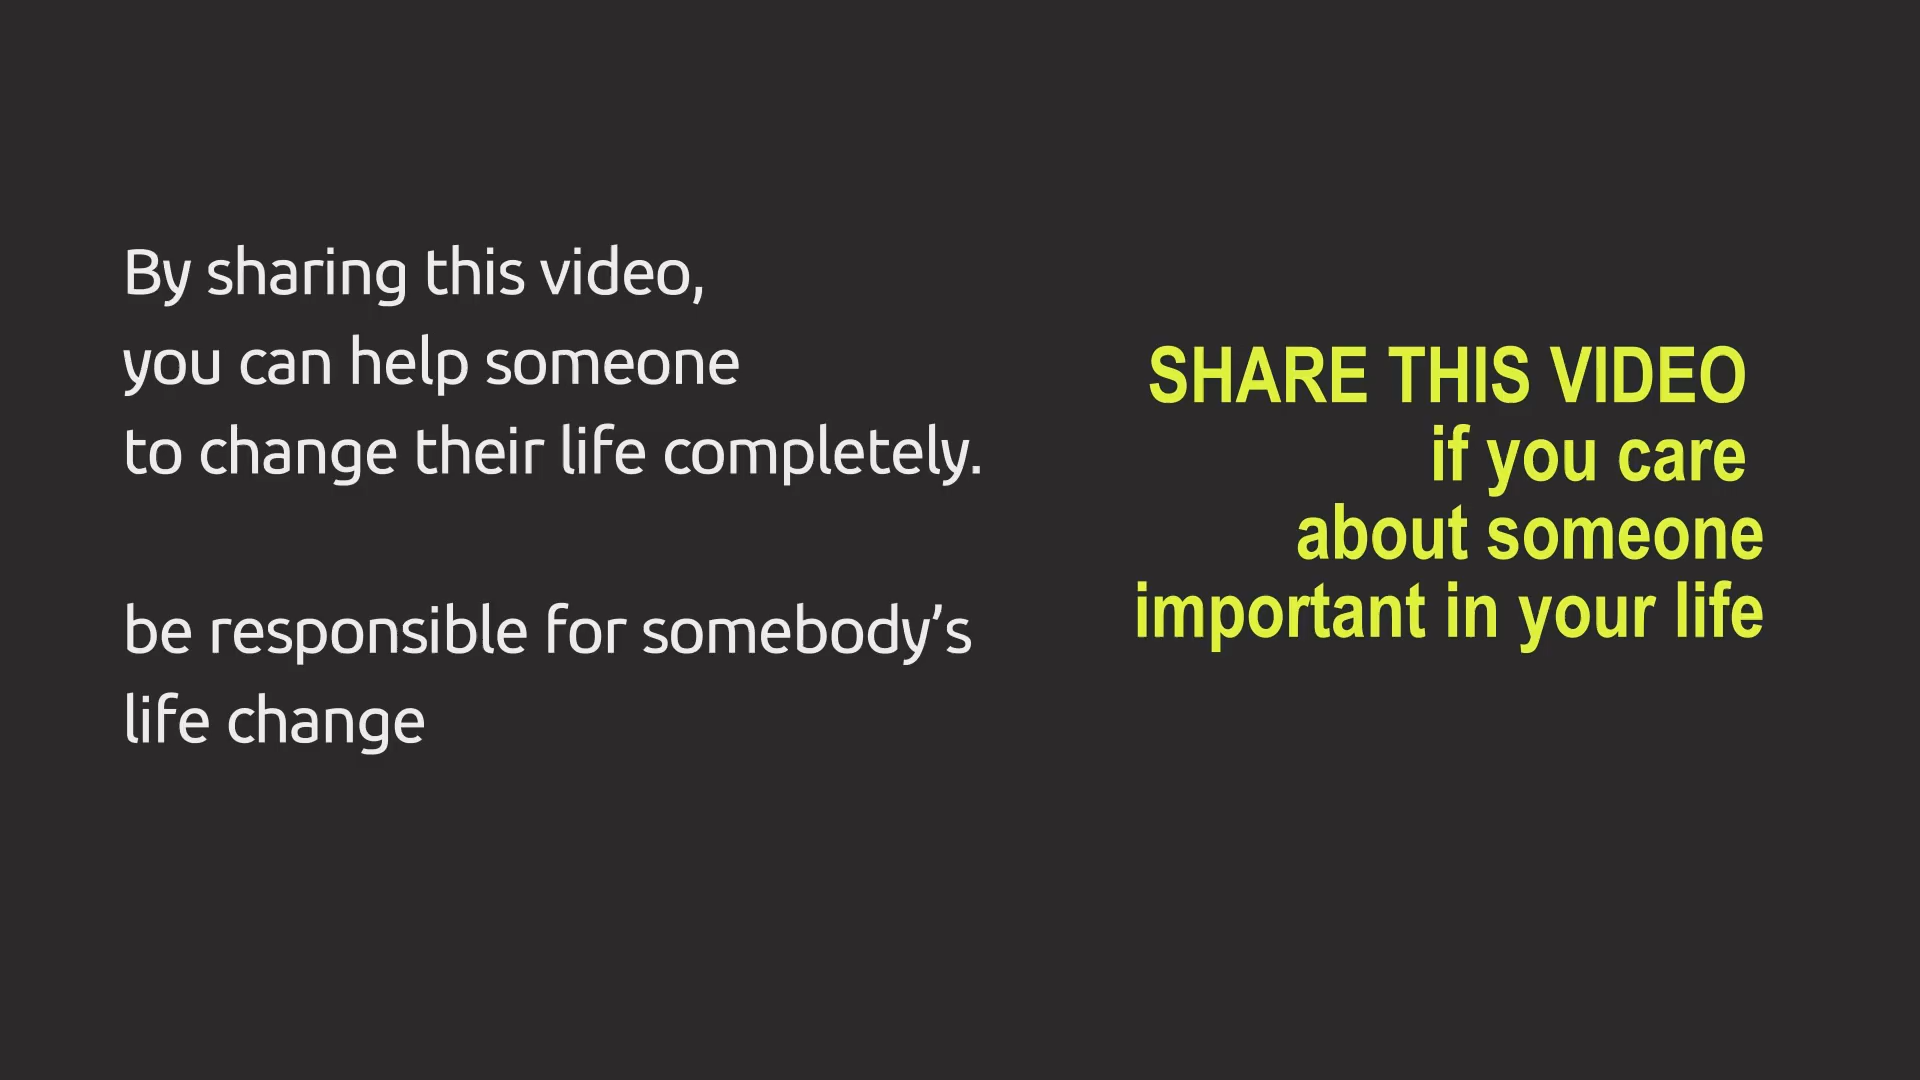 By sharing this video,
you can help someone
to change their life completely.
be responsible for somebody’s
life change
SHARE THIS VIDEO
if you care
about someone
important in your life